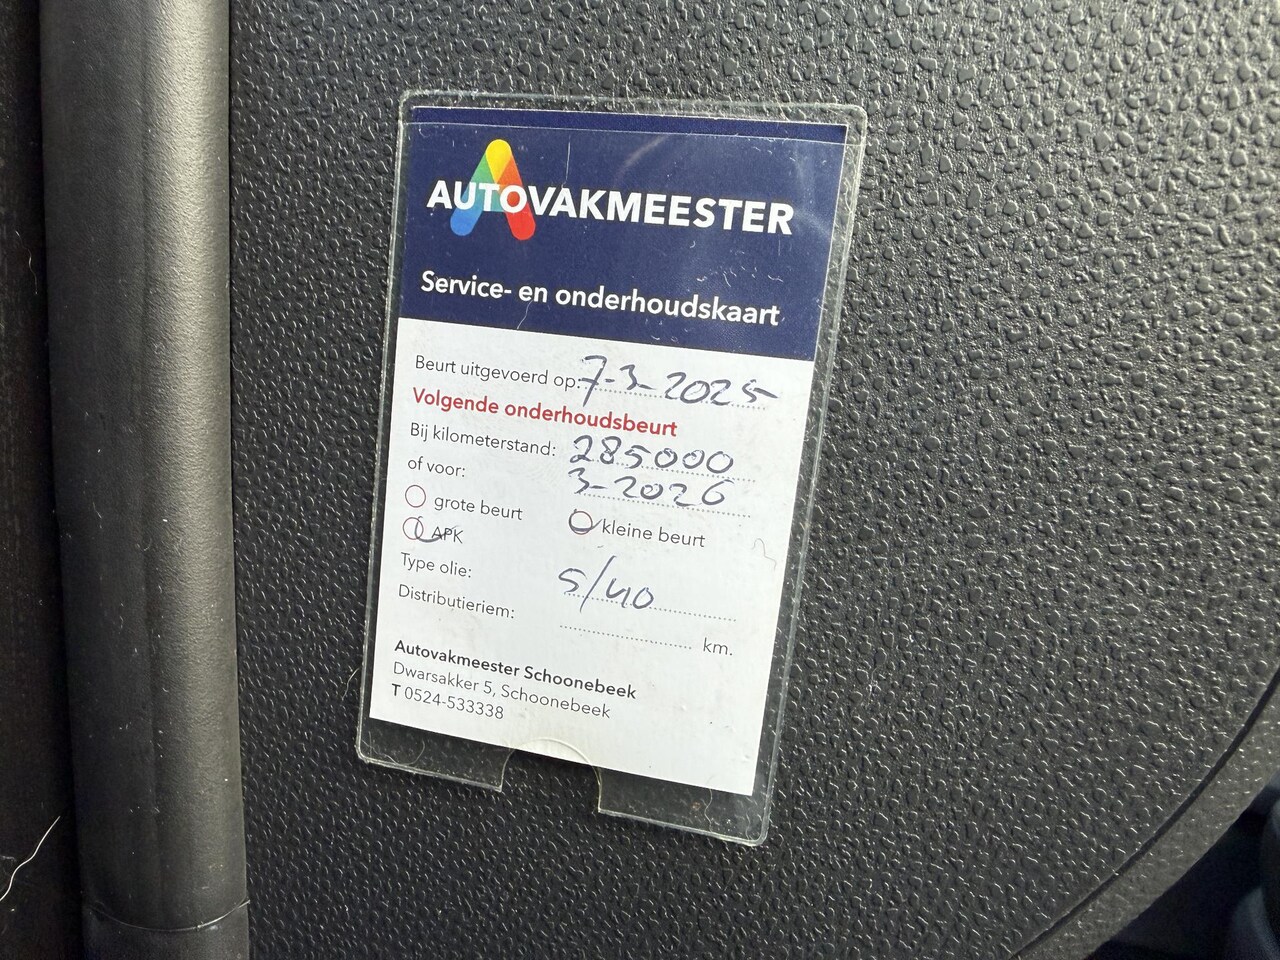 AUTOVAKMEESTER
Service- en onderhoudskaart
Beurt uitgevoerd op: 7-3-2025
Volgende onderhoudsbeurt
Bij kilometerstand: 285000
of voor: 3-2026
grote beurt kleine beurt
APK
Type olie: 5/40
Distributieriem: km.
Autovakmeester Schoonebeek
Dwarsakker 5, Schoonebeek
T 0524-533338